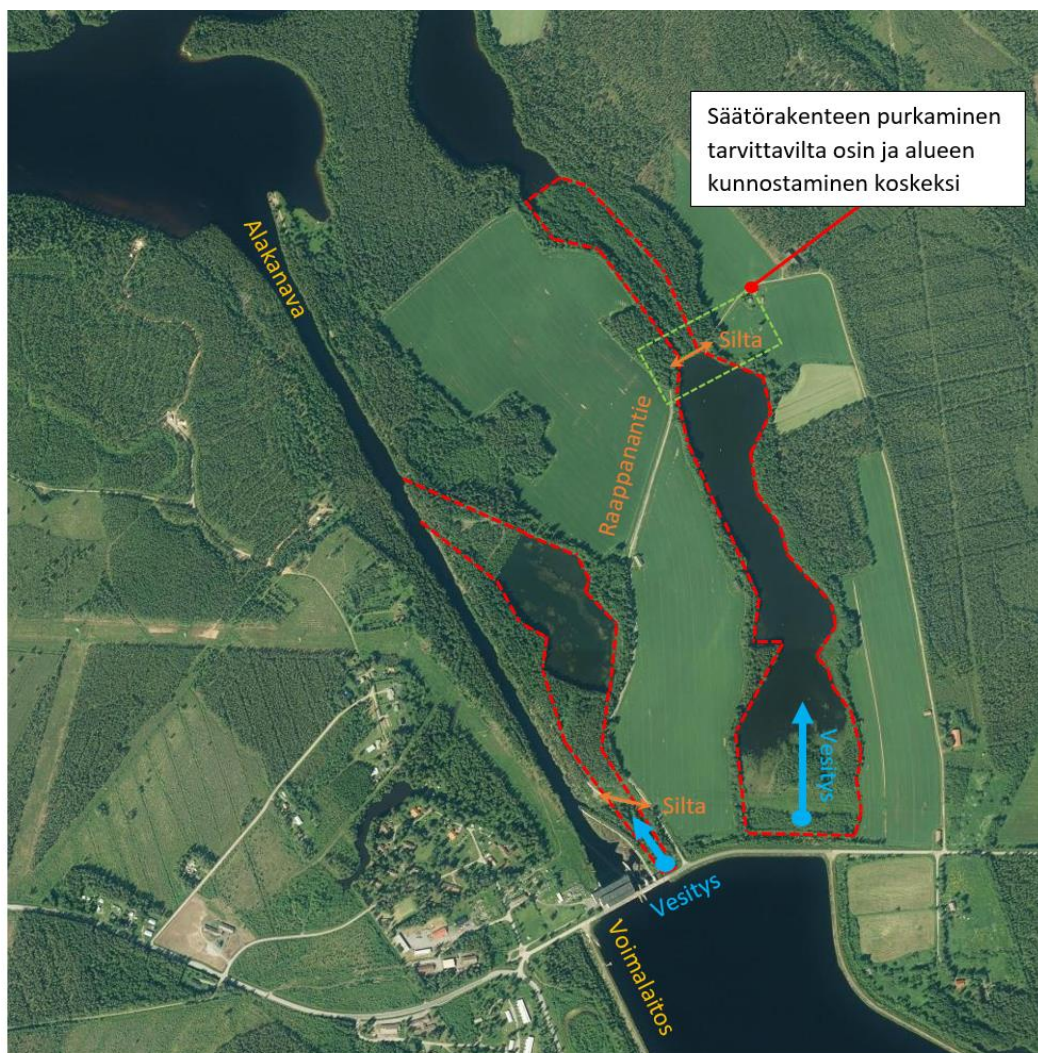 Säätörakenteen purkaminen
tarvittavilta osin ja alueen
kunnostaminen koskeksi
Alakanava
Silta
Raappanantie
Vesitys
Silta
Vesitys
Voimalaitos